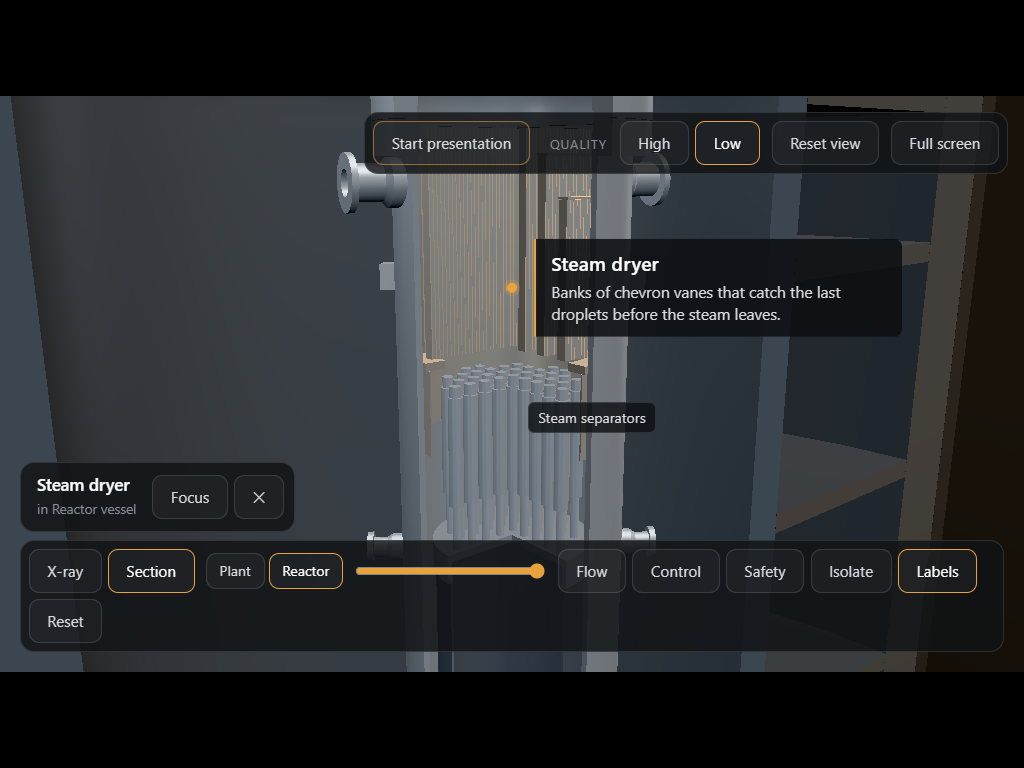 Start presentation QUALITY High Low Reset view Full screen
Steam dryer
Banks of chevron vanes that catch the last
droplets before the steam leaves.
Steam separators
Steam dryer
in Reactor vessel
Focus
X-ray Section Plant Reactor Flow Control Safety Isolate Labels
Reset